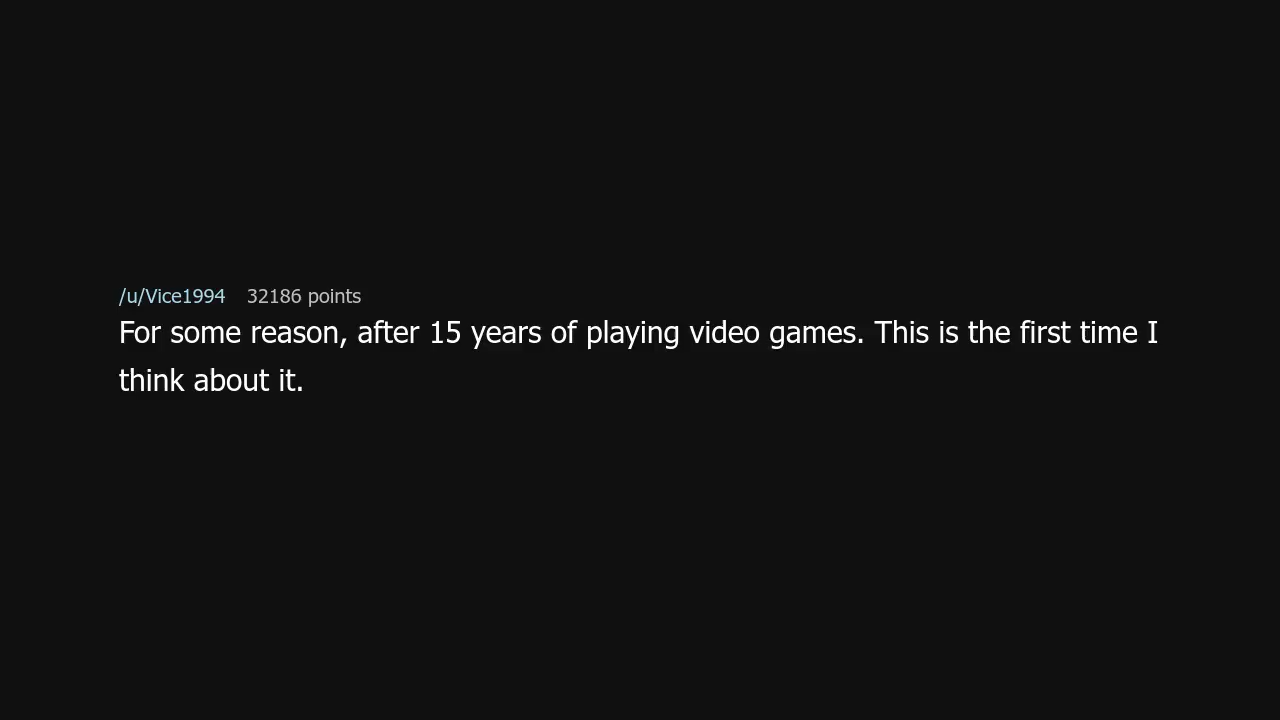 /u/Vice1994 32186 points
For some reason, after 15 years of playing video games. This is the first time I
think about it.